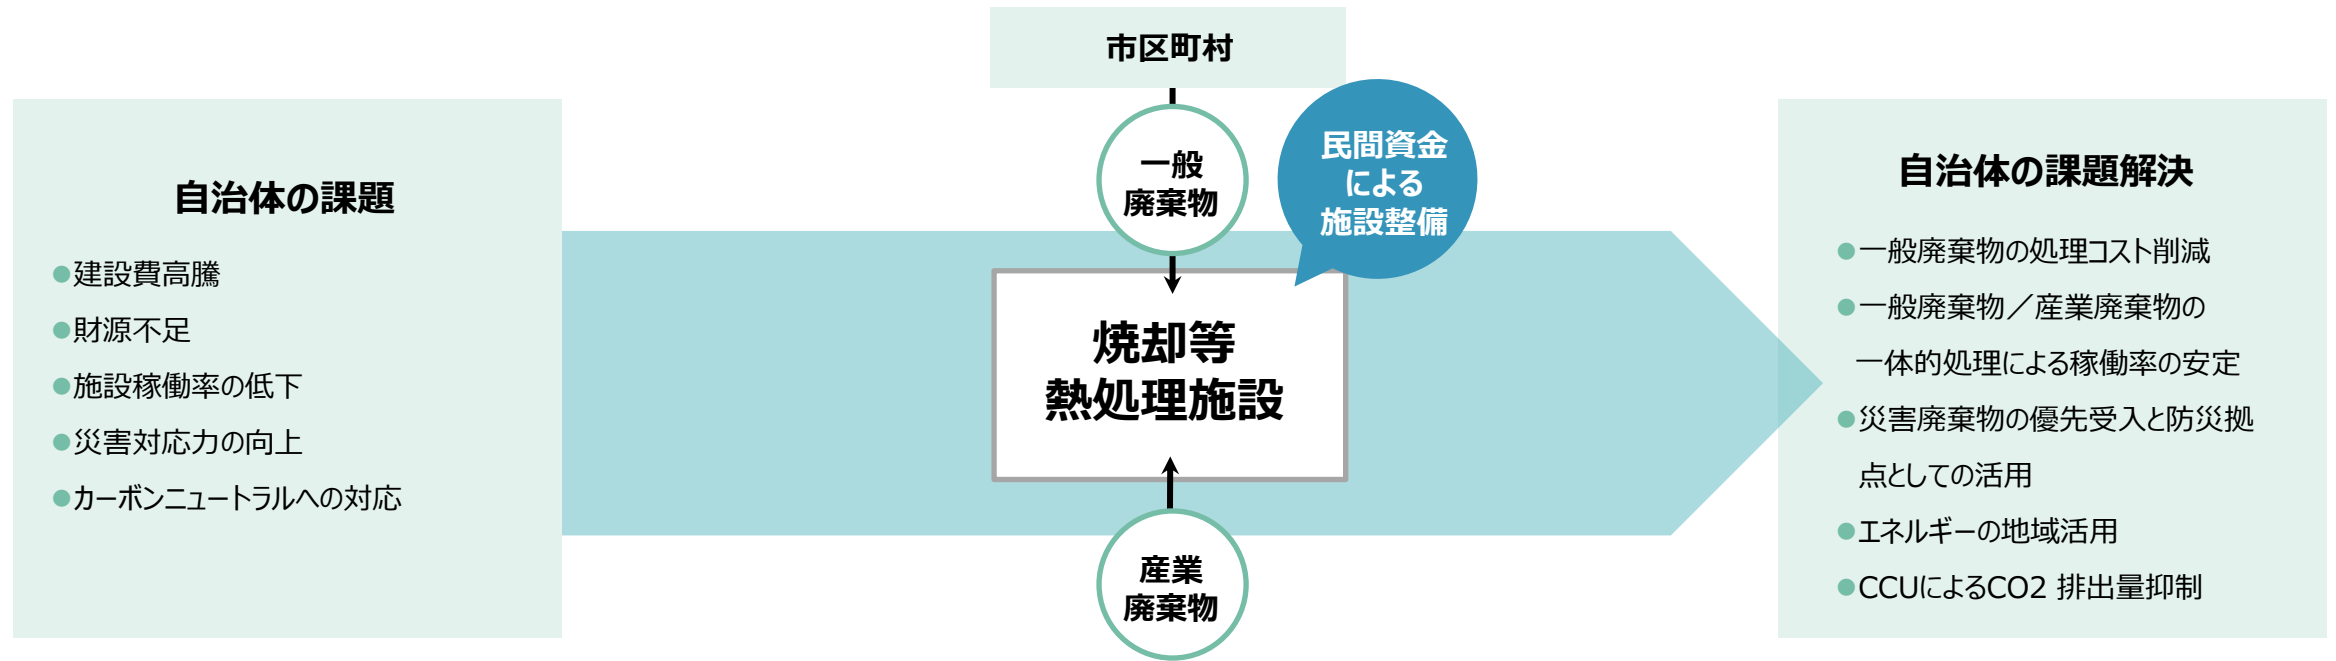 自治体の課題
●建設費高騰
●財源不足
●施設稼働率の低下
●災害対応力の向上
●カーボンニュートラルへの対応
市区町村
一般
廃棄物
民間資金
による
施設整備
焼却等
熱処理施設
産業
廃棄物
自治体の課題解決
●一般廃棄物の処理コスト削減
●一般廃棄物／産業廃棄物の
一体的処理による稼働率の安定
●災害廃棄物の優先受入と防災拠
点としての活用
●エネルギーの地域活用
●CCUによるCO2 排出量抑制